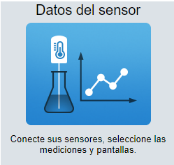 Datos del sensor
Conecte sus sensores, seleccione las
mediciones y pantallas.